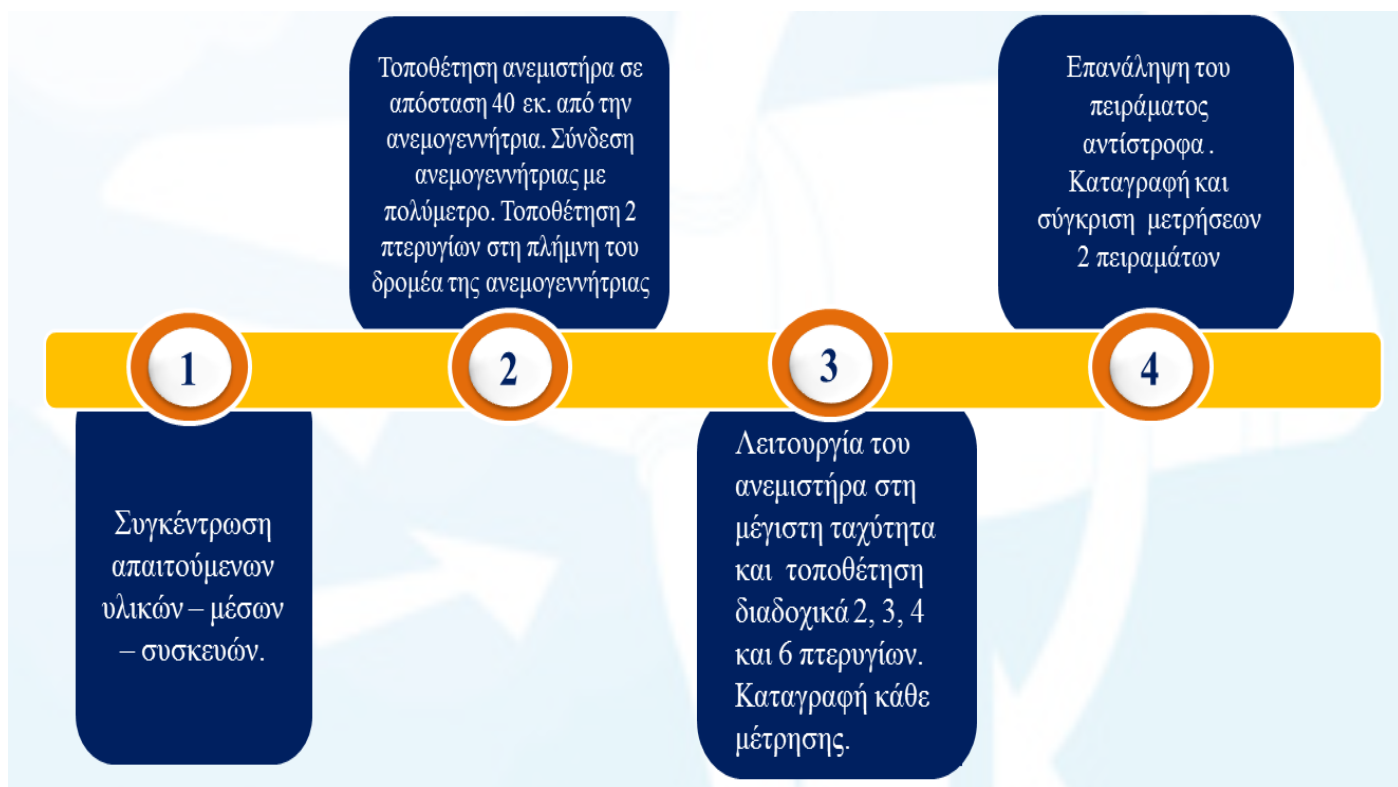 1
Συγκέντρωση
απαιτούμενων
υλικών – μέσων
– συσκευών.
2
Τοποθέτηση ανεμιστήρα σε
απόσταση 40 εκ. από την
ανεμογεννήτρια. Σύνδεση
ανεμογεννήτριας με
πολύμετρο. Τοποθέτηση 2
πτερυγίων στη πλήμνη του
δρομέα της ανεμογεννήτριας
3
Λειτουργία του
ανεμιστήρα στη
μέγιστη ταχύτητα
και τοποθέτηση
διαδοχικά 2, 3, 4
και 6 πτερυγίων.
Καταγραφή κάθε
μέτρησης.
4
Επανάληψη του
πειράματος
αντίστροφα .
Καταγραφή και
σύγκριση μετρήσεων
2 πειραμάτων